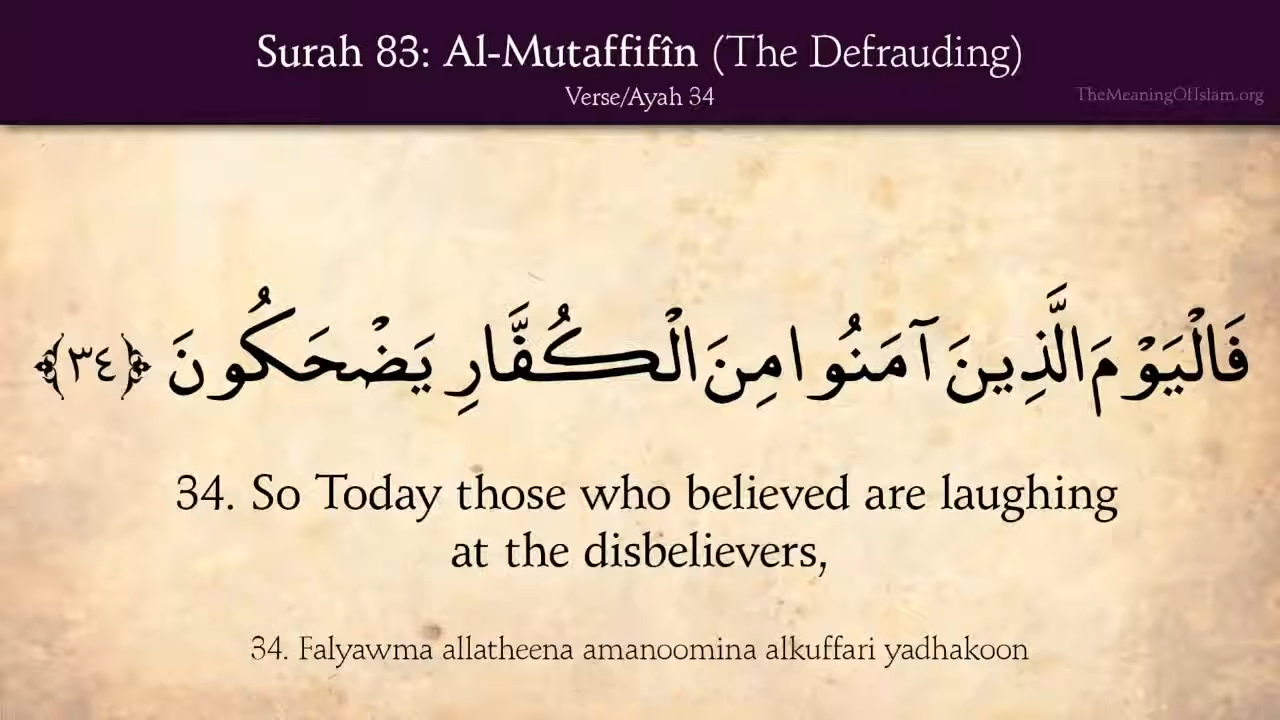 Surah 83: Al-Mutaffifîn (The Defrauding)
Verse/Ayah 34
TheMeaningOfIslam.org
فَالْيَوْمَ الَّذِينَ آمَنُوا مِنَ الْكُفَّارِ يَضْحَكُونَ ﴿٣٤﴾
34. So Today those who believed are laughing
at the disbelievers,
34. Falyawma allatheena amanoomina alkuffari yadhakoon